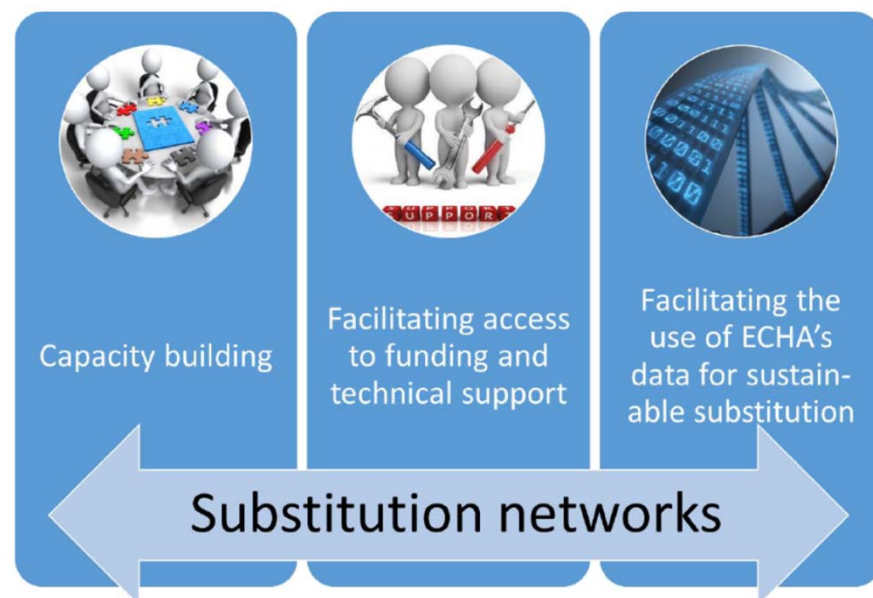 SUPPORT
Capacity building
Facilitating access
to funding and
technical support
Facilitating the
use of ECHA's
data for sustain-
able substitution
Substitution networks